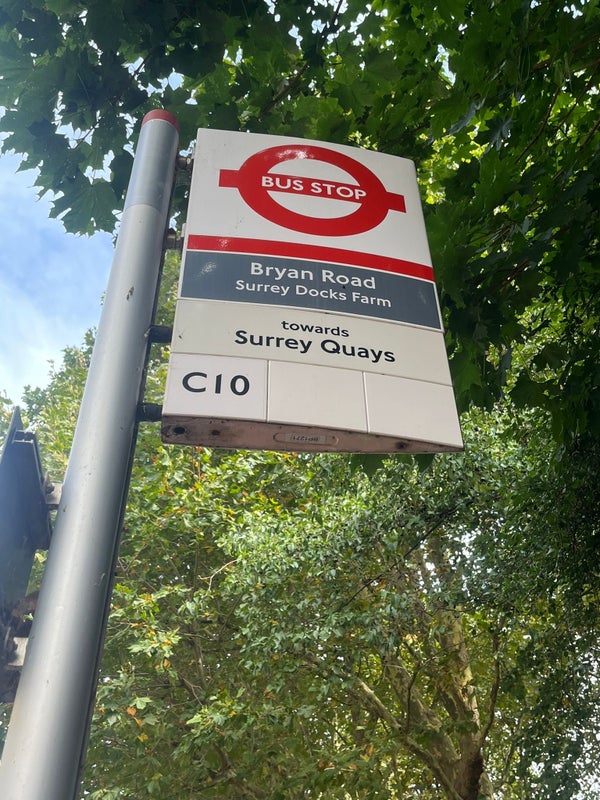 BUS STOP
Bryan Road
Surrey Docks Farm
towards
Surrey Quays
C10